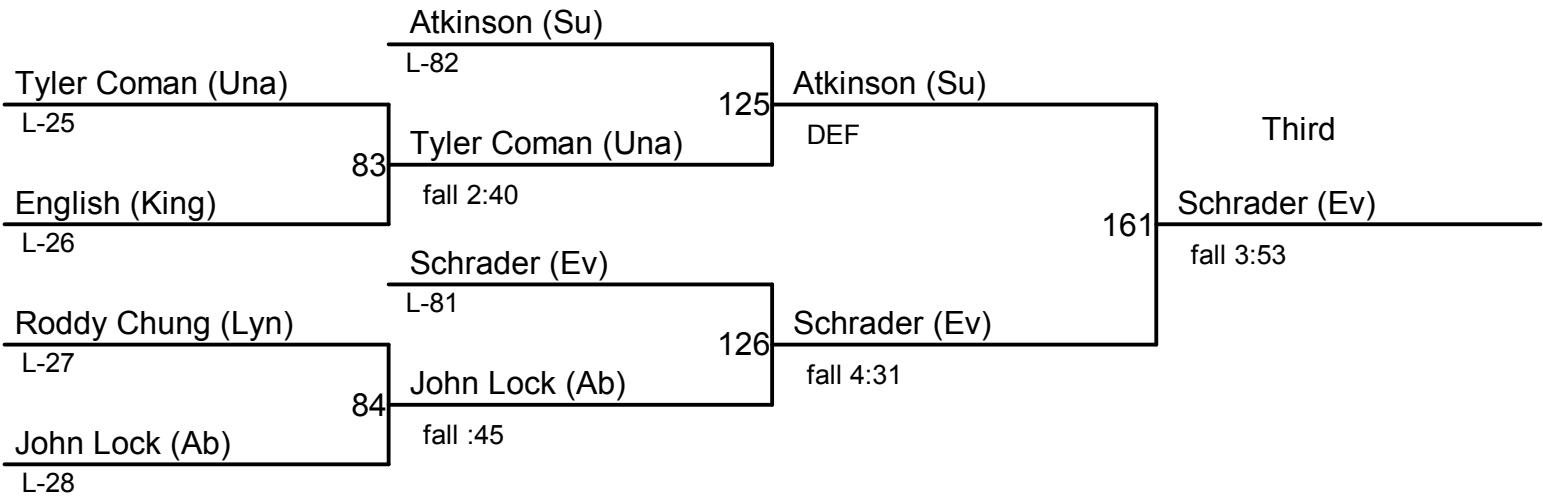 Atkinson (Su)
L-82
Tyler Coman (Una)
L-25
125
Atkinson (Su)
DEF
Third
83
Tyler Coman (Una)
fall 2:40
English (King)
L-26
161
Schrader (Ev)
fall 3:53
Schrader (Ev)
L-81
Roddy Chung (Lyn)
L-27
126
Schrader (Ev)
fall 4:31
84
John Lock (Ab)
fall :45
John Lock (Ab)
L-28